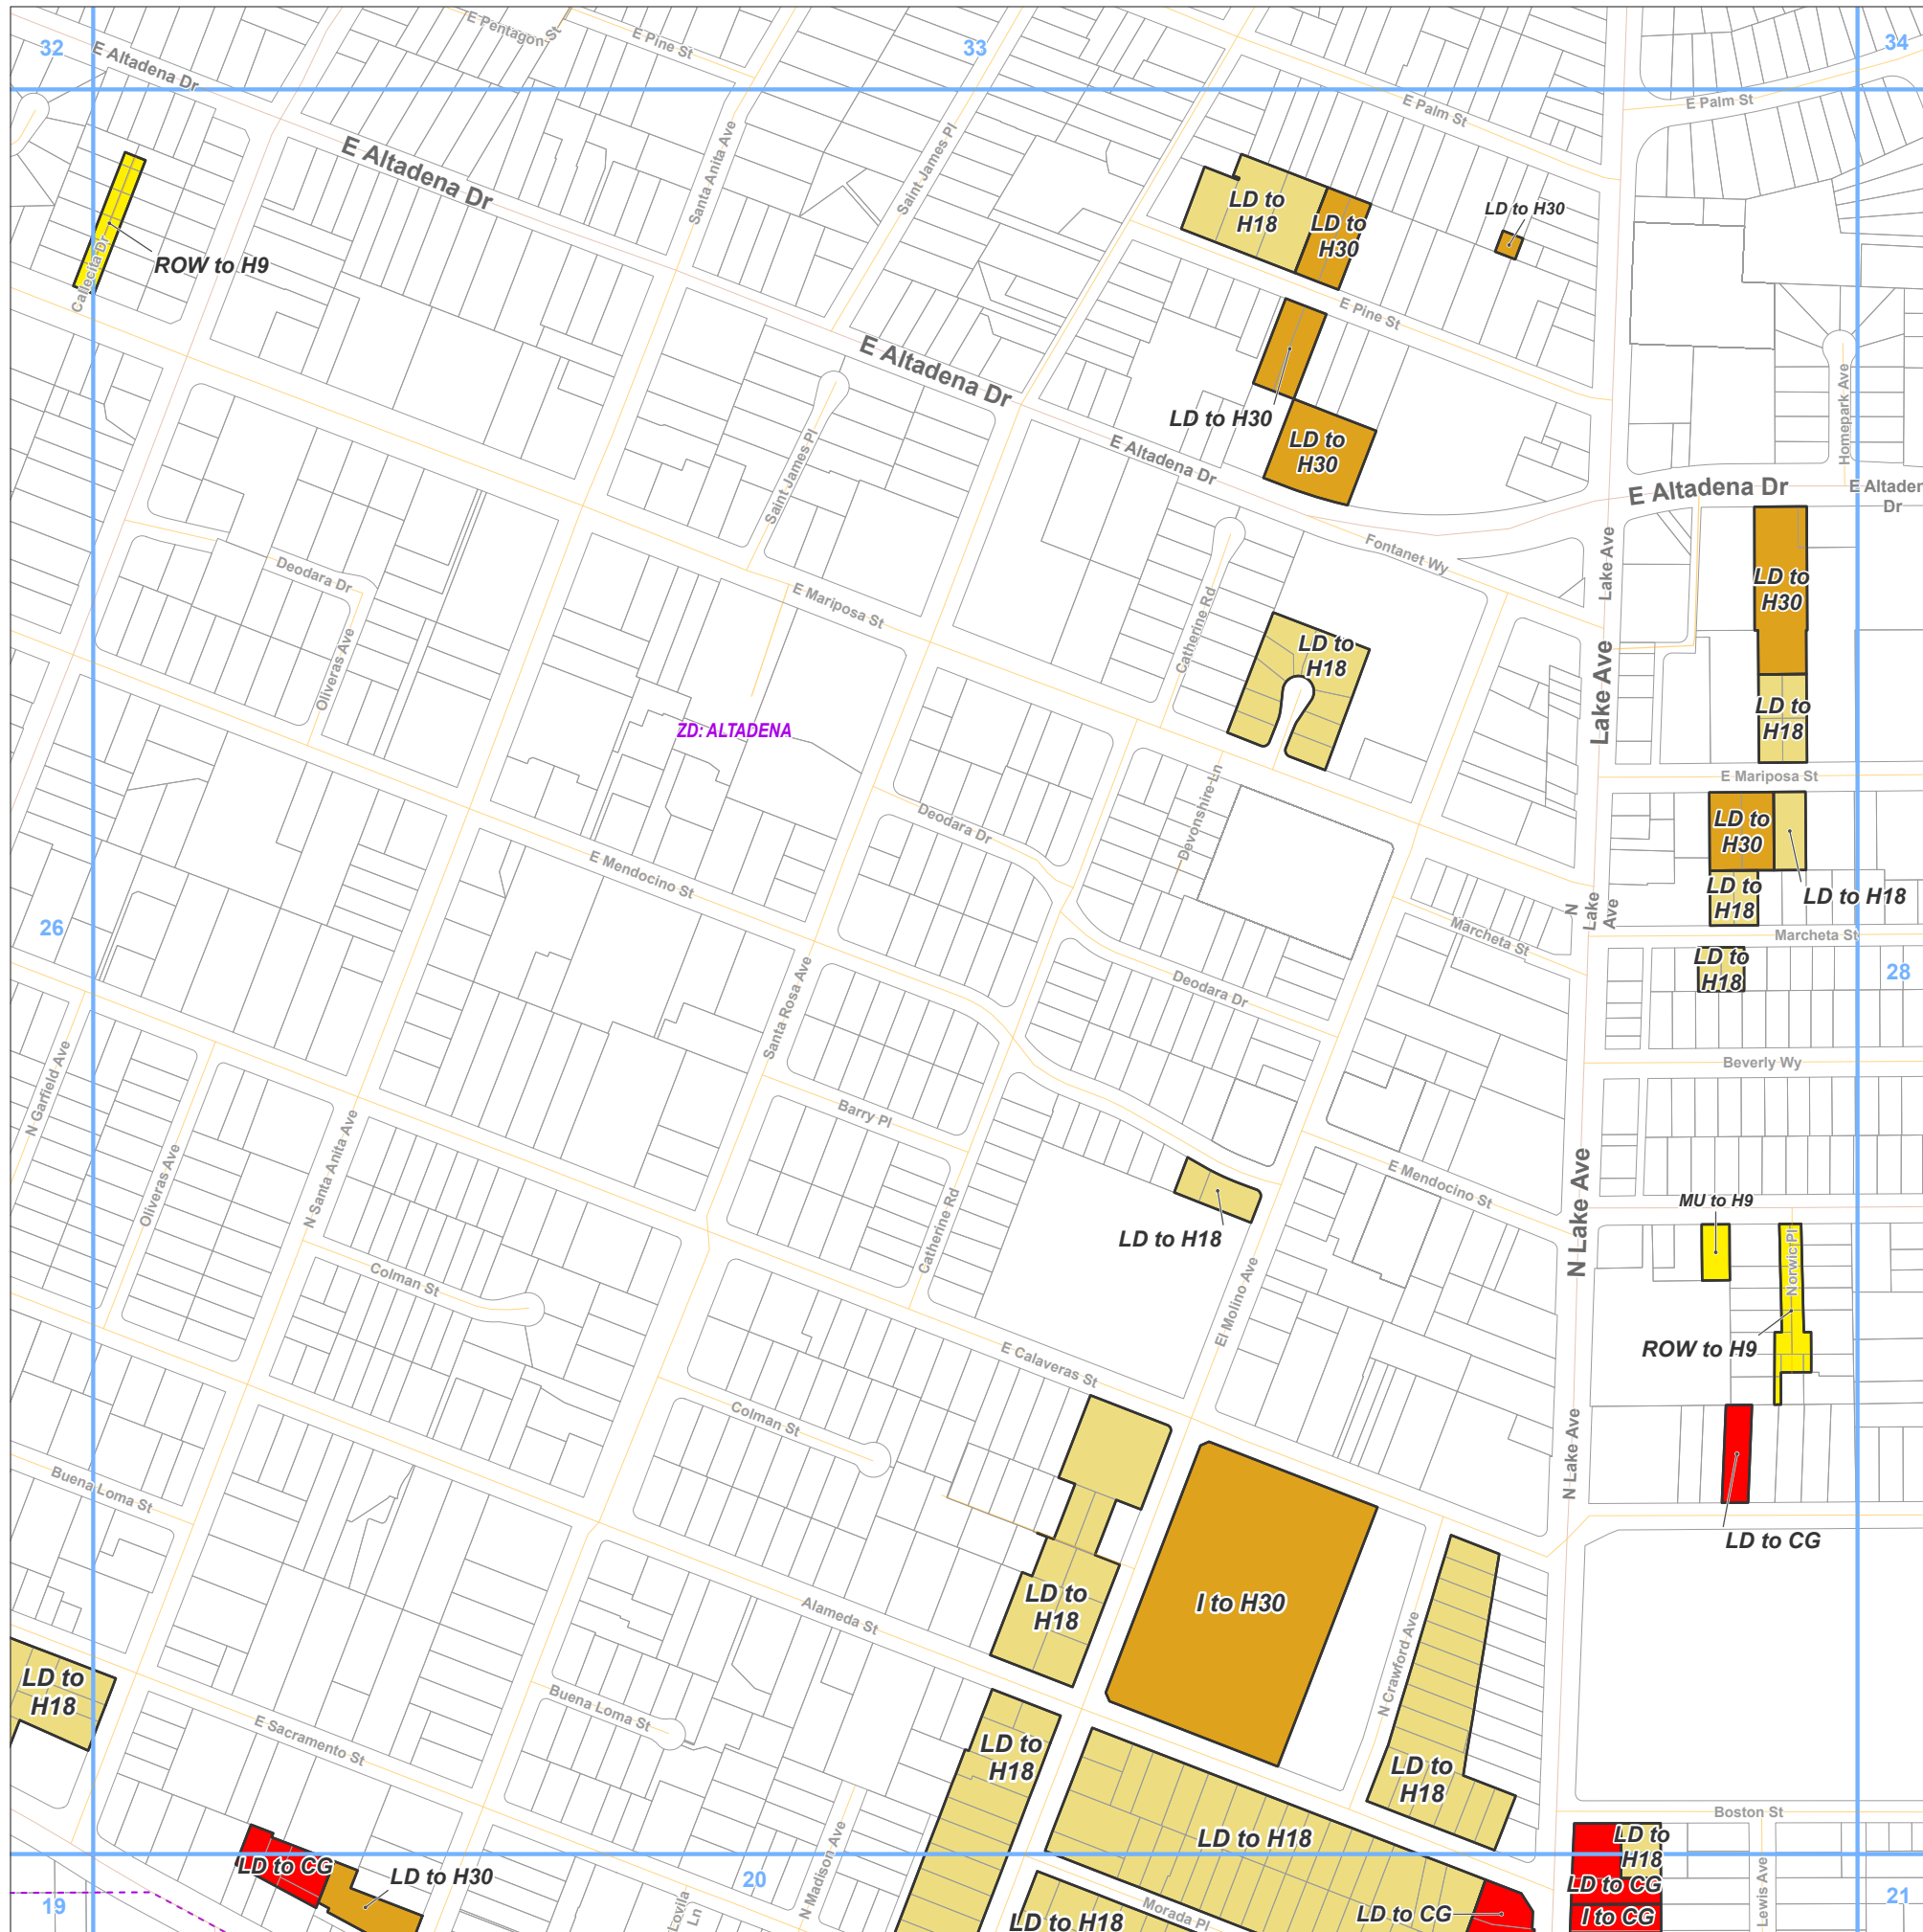 32
33
34
E Altadena Dr
E Pentagon St
E Pine St
E Palm St
E Palm St
E Altadena Dr
Santa Anita Ave
Saint James Pl
LD to
H18
LD to
H30
LD to H30
Callecita Dr
ROW to H9
E Pine St
E Altadena Dr
LD to H30
LD to
H30
Homepark Ave
Saint James Pl
E Altadena Dr
E Altadena Dr
E Altaden
Dr
Deodara Dr
Fontanet Wy
Lake Ave
LD to
H30
E Mariposa St
Catherine Rd
LD to
H18
Oliveras Ave
Lake Ave
LD to
H18
ZD: ALTADENA
E Mariposa St
Deodara Dr
Devonshire Ln
LD to
H30
E Mendocino St
LD to
H18
LD to H18
N
Lake
Ave
26
Marcheta St
Marcheta St
LD to
H18
28
Santa Rosa Ave
Deodara Dr
N Garfield Ave
Beverly Wy
Barry Pl
N Santa Anita Ave
Oliveras Ave
E Mendocino St
N Lake Ave
MU to H9
Catherine Rd
LD to H18
Norwic Pl
Colman St
El Molino Ave
ROW to H9
E Calaveras St
Colman St
N Lake Ave
Buena Loma St
LD to CG
LD to
H18
I to H30
Alameda St
N Crawford Ave
LD to
H18
Buena Loma St
E Sacramento St
LD to
H18
LD to
H18
Boston St
LD to H18
LD to
H18
LD to CG
LD to H30
N Madison Ave
20
LD to CG
19
Lovila
Ln
LD to H18
Morada Pl
LD to CG
I to CG
Lewis Ave
21